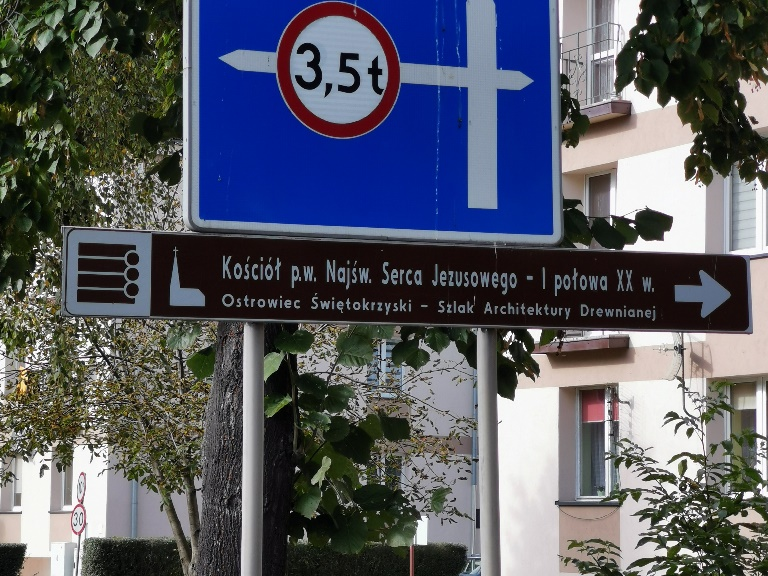 3,5t
Kościół p.w. Najśw. Serca Jezusowego - I połowa XX w.
Ostrowiec Świętokrzyski - Szlak Architektury Drewnianej
30